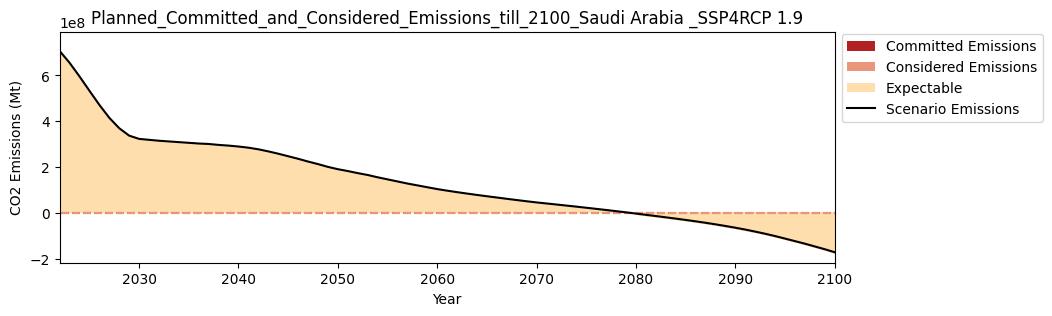 Planned_Committed_and_Considered_Emissions_till_2100_Saudi Arabia _SSP4RCP 1.9
1e8
6
4
2
0
−2
CO2 Emissions (Mt)
2030 2040 2050 2060 2070 2080 2090 2100
Year
Committed Emissions
Considered Emissions
Expectable
Scenario Emissions